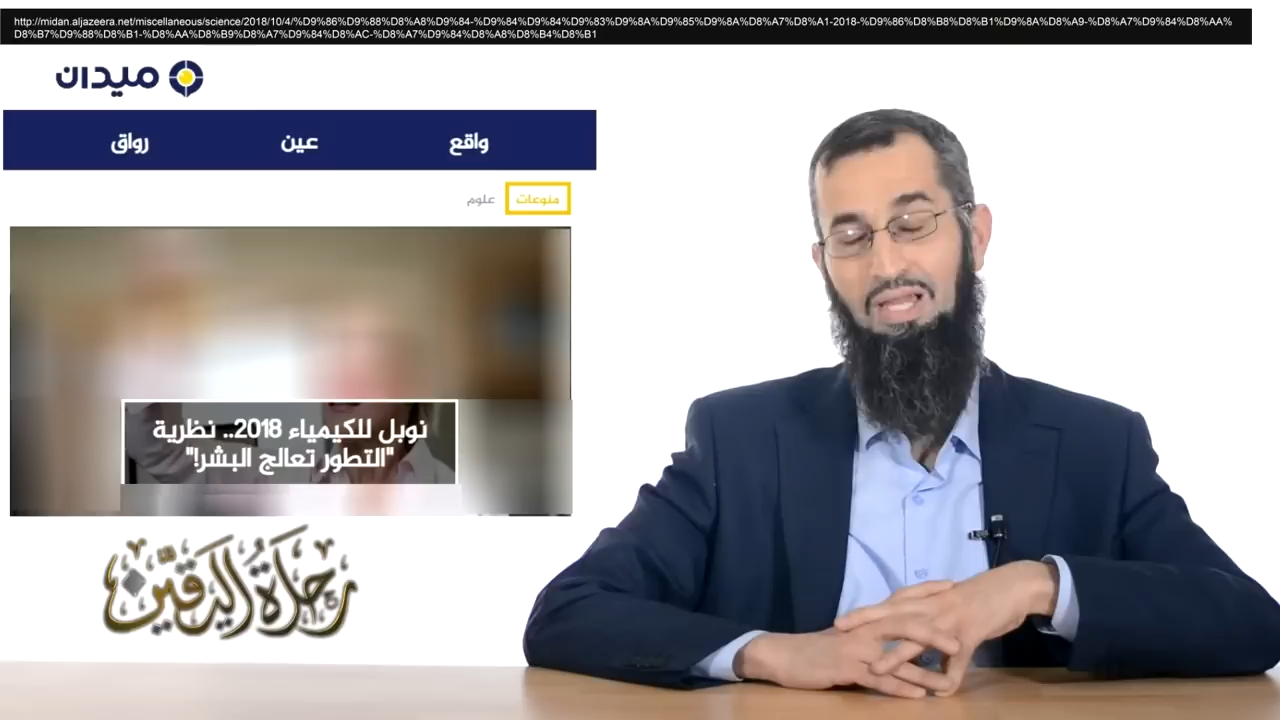 http://midan.aljazeera.net/miscellaneous/science/2018/10/4/%D9%86%D9%88%D8%A8%D9%84-%D9%84%D9%84%D9%83%D9%8A%D9%85%D9%8A%D8%A7%D8%A1-2018-%D9%86%D8%B8%D8%B1%D9%8A%D8%A9-%D8%A7%D9%84%D8%AA%
D8%B7%D9%88%D8%B1-%D8%AA%D8%B9%D8%A7%D9%84%D8%AC-%D8%A7%D9%84%D8%A8%D8%B4%D8%B1
ميدان
واقع عين رواق
منوعات علوم
نوبل للكيمياء 2018.. نظرية
"التطور تعالج البشر!"
رحلة اليقين